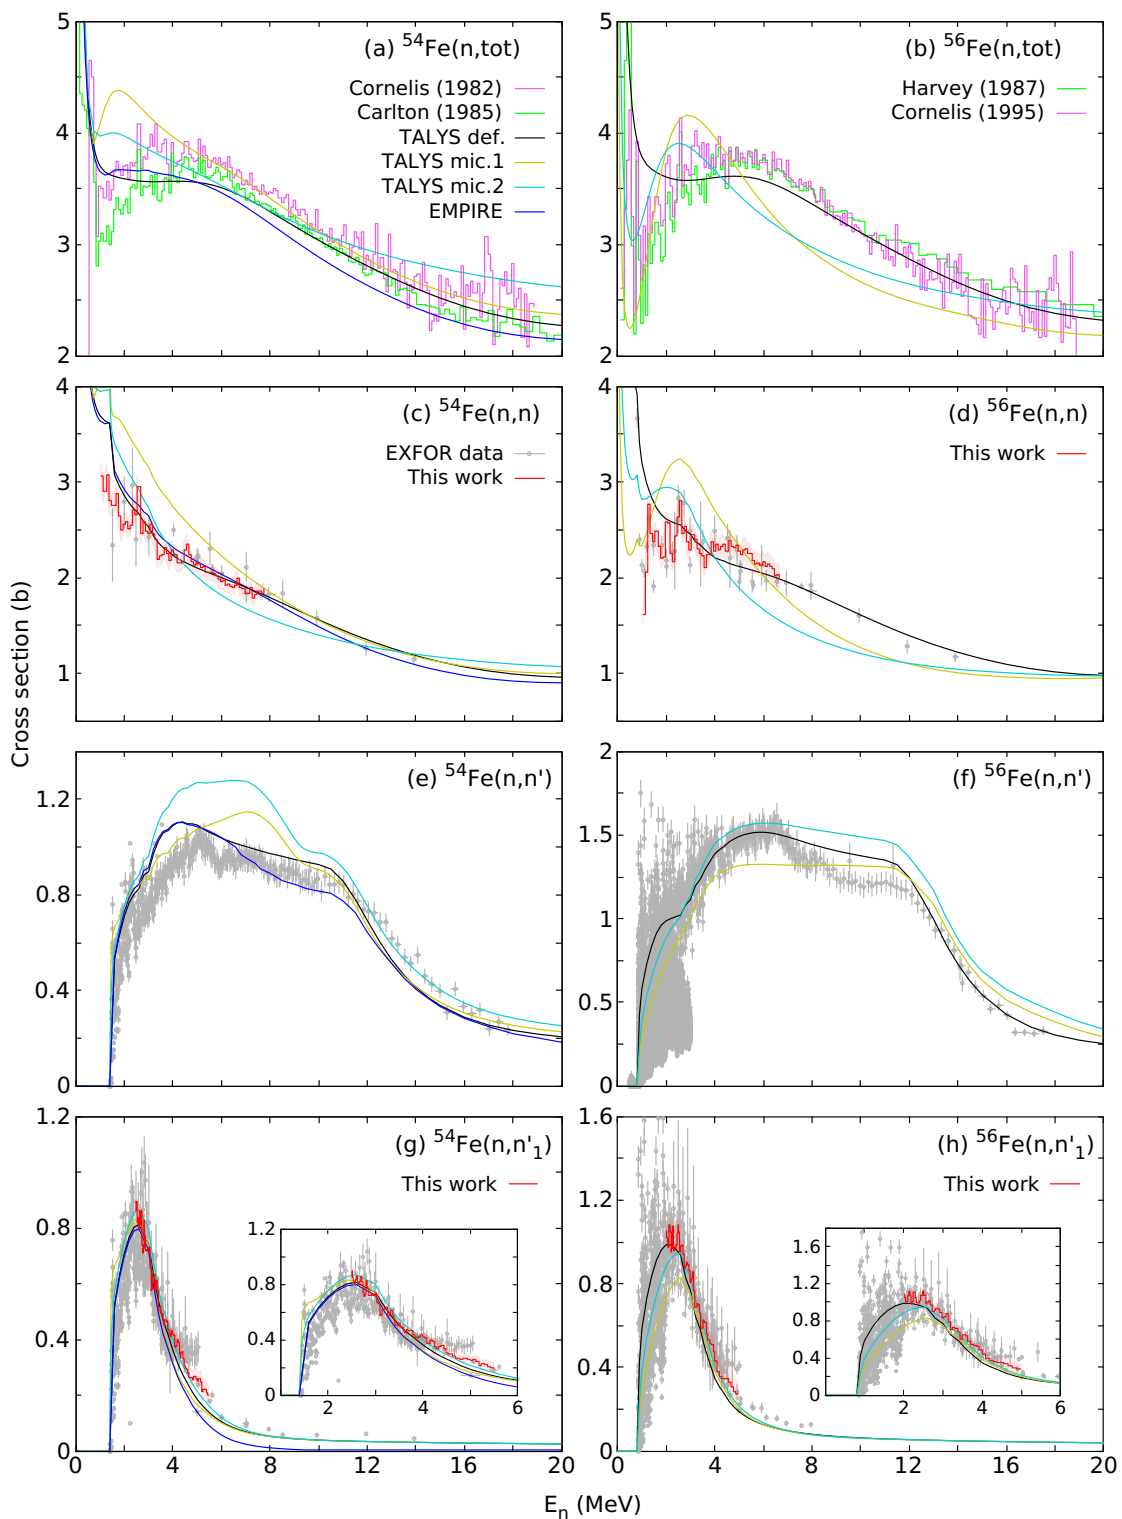 5
4
3
2
(a) 54Fe(n,tot)
Cornelis (1982)
Carlton (1985)
TALYS def.
TALYS mic.1
TALYS mic.2
EMPIRE
5
4
3
2
(b) 56Fe(n,tot)
Harvey (1987)
Cornelis (1995)
4
3
2
1
(c) 54Fe(n,n)
EXFOR data
This work
4
3
2
1
(d) 56Fe(n,n)
This work
Cross section (b)
1.2
0.8
0.4
0
(e) 54Fe(n,n')
2
1.5
1
0.5
0
(f) 56Fe(n,n')
1.2
0.8
0.4
0
(g) 54Fe(n,n'1)
This work
1.2
0.8
0.4
0
2 4 6
0 4 8 12 16 20
1.6
1.2
0.8
0.4
0
(h) 56Fe(n,n'1)
This work
1.6
1.2
0.8
0.4
0
2 4 6
0 4 8 12 16 20
En (MeV)